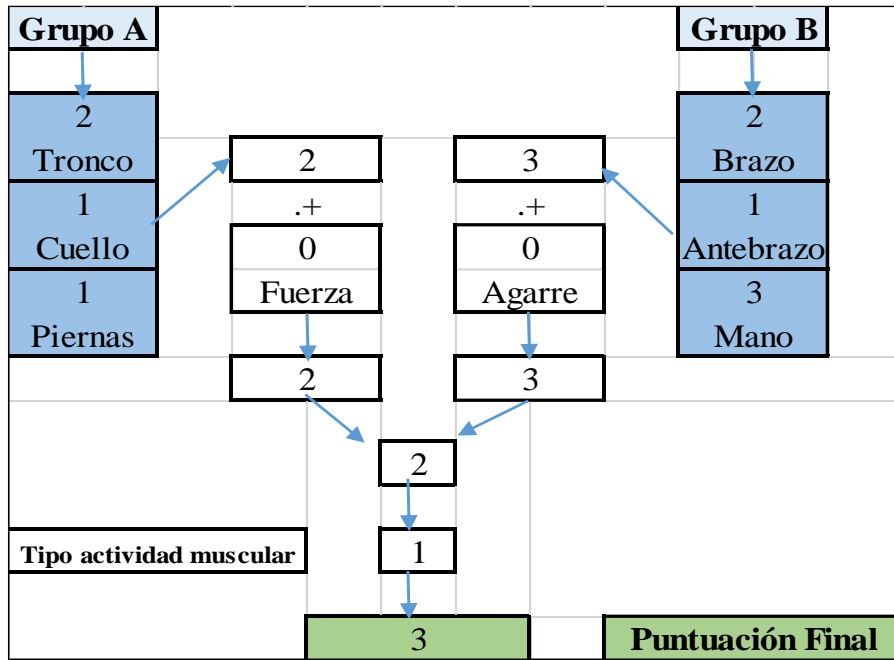 Grupo A
Grupo B
2
Tronco
1
Cuello
1
Piernas
2
.+
0
Fuerza
2
3
.+
0
Agarre
3
2
Brazo
1
Antebrazo
3
Mano
2
Tipo actividad muscular
1
3
Puntuación Final